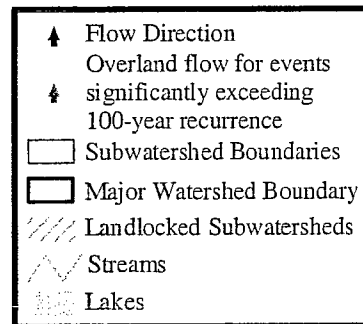 Flow Direction
Overland flow for events
significantly exceeding
100-year recurrence
Subwatershed Boundaries
Major Watershed Boundary
Landlocked Subwatersheds
Streams
Lakes